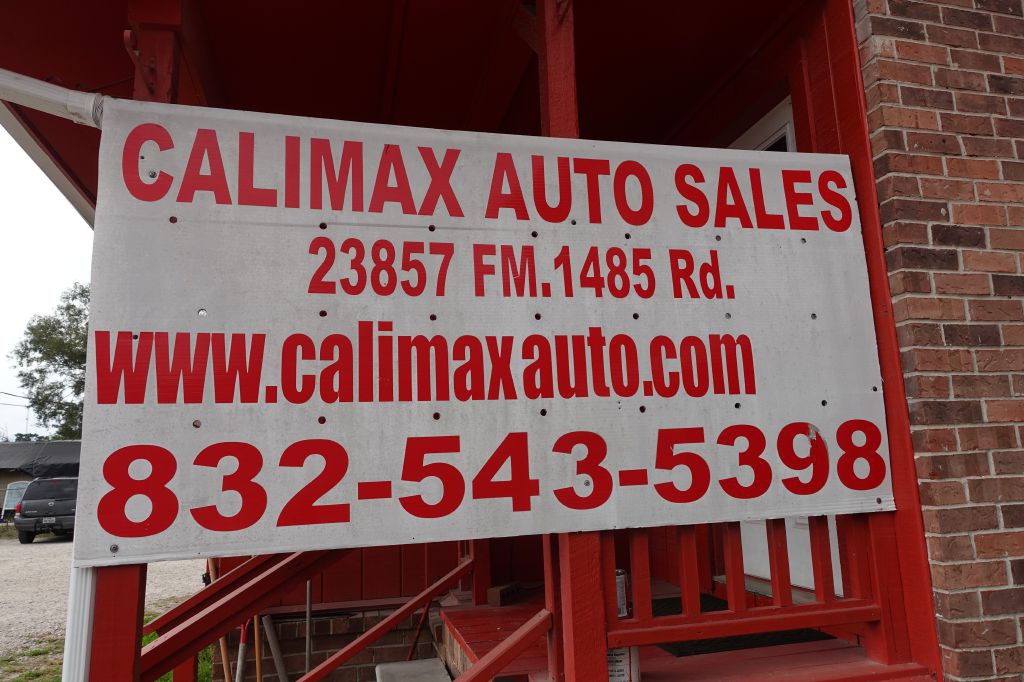 CALIMAX AUTO SALES
23857 FM.1485 Rd.
www.calimaxauto.com
832-543-5398